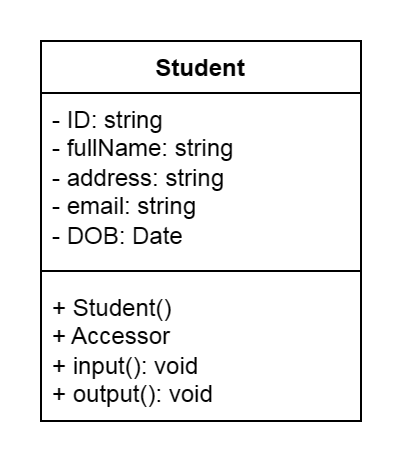 Student
- ID: string
- fullName: string
- address: string
- email: string
- DOB: Date
+ Student()
+ Accessor
+ input(): void
+ output(): void